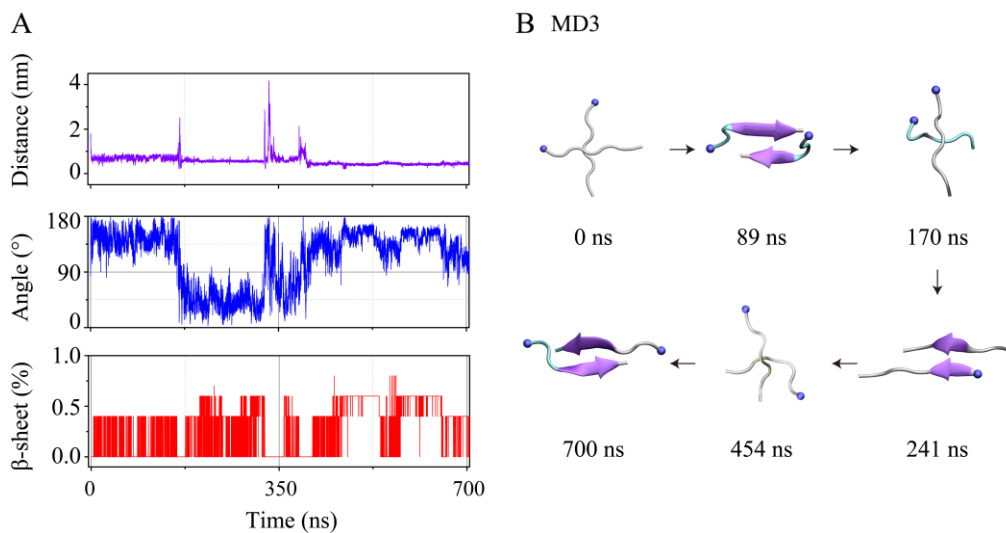 A
B MD3
Distance (nm)
4
2
0
Angle (°)
180
90
0
β-sheet (%)
1.0
0.5
0.0
0 350 700
Time (ns)
0 ns 89 ns 170 ns
700 ns 454 ns 241 ns